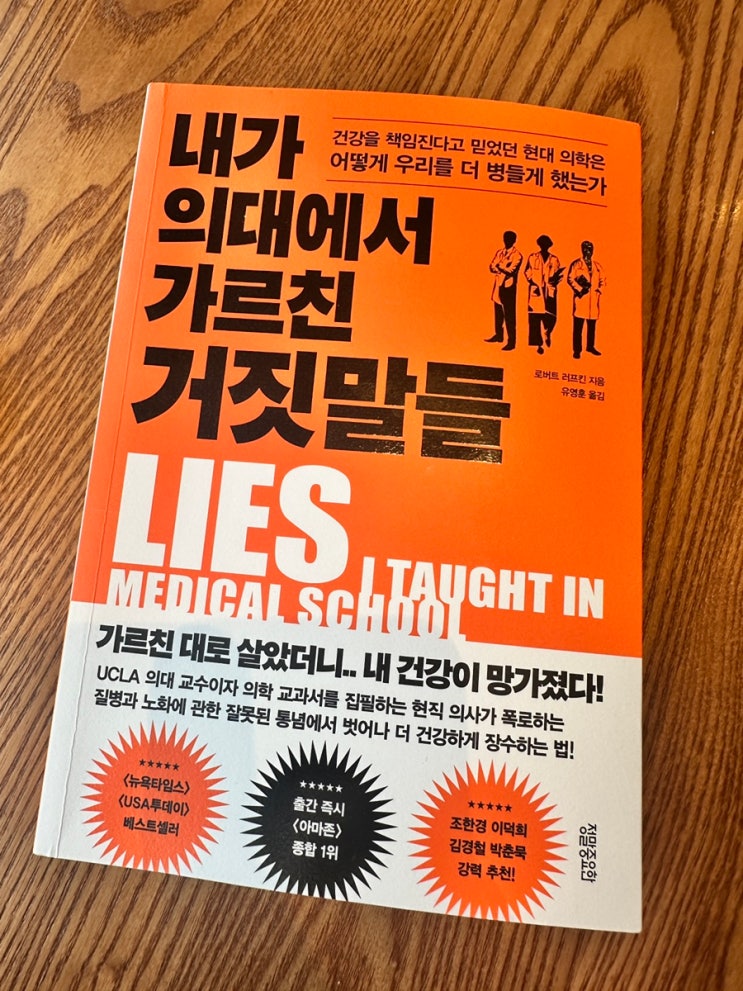 내가
의대에서
가르친
거짓말들
건강을 책임진다고 믿었던 현대 의학은
어떻게 우리를 더 병들게 했는가
로버트 러프킨 지음
유영훈 옮김
LIES I TAUGHT IN
MEDICAL SCHOOL
가르친 대로 살았더니.. 내 건강이 망가졌다!
UCLA 의대 교수이자 의학 교과서를 집필하는 현직 의사가 폭로하는
질병과 노화에 관한 잘못된 통념에서 벗어나 더 건강하게 장수하는 법!
★★★★★
〈뉴욕타임스〉
〈USA투데이〉
베스트셀러
★★★★★
출간 즉시
〈아마존〉
종합 1위
★★★★★
조한경 이덕희
김경철 박춘묵
강력 추천!
정말중요한